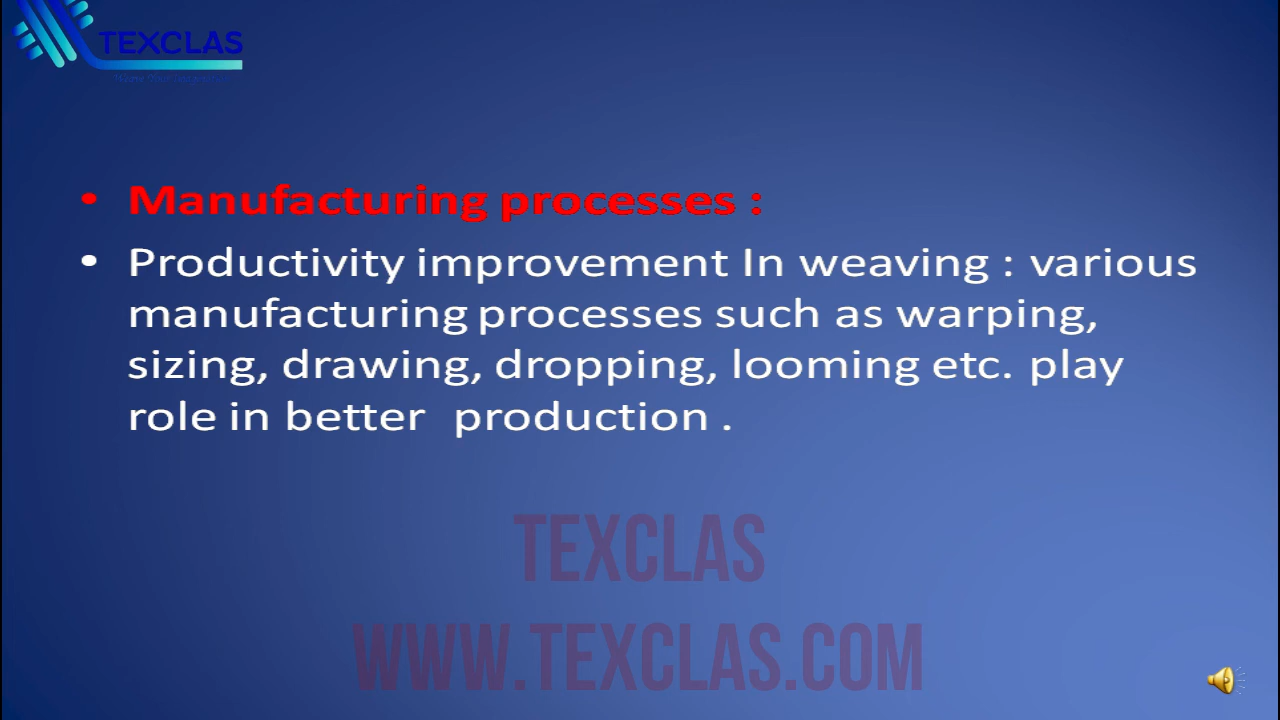 TEXCLAS
• Manufacturing processes :
• Productivity improvement In weaving : various
manufacturing processes such as warping,
sizing, drawing, dropping, looming etc. play
role in better production .
TEXCLAS
WWW.TEXCLAS.COM